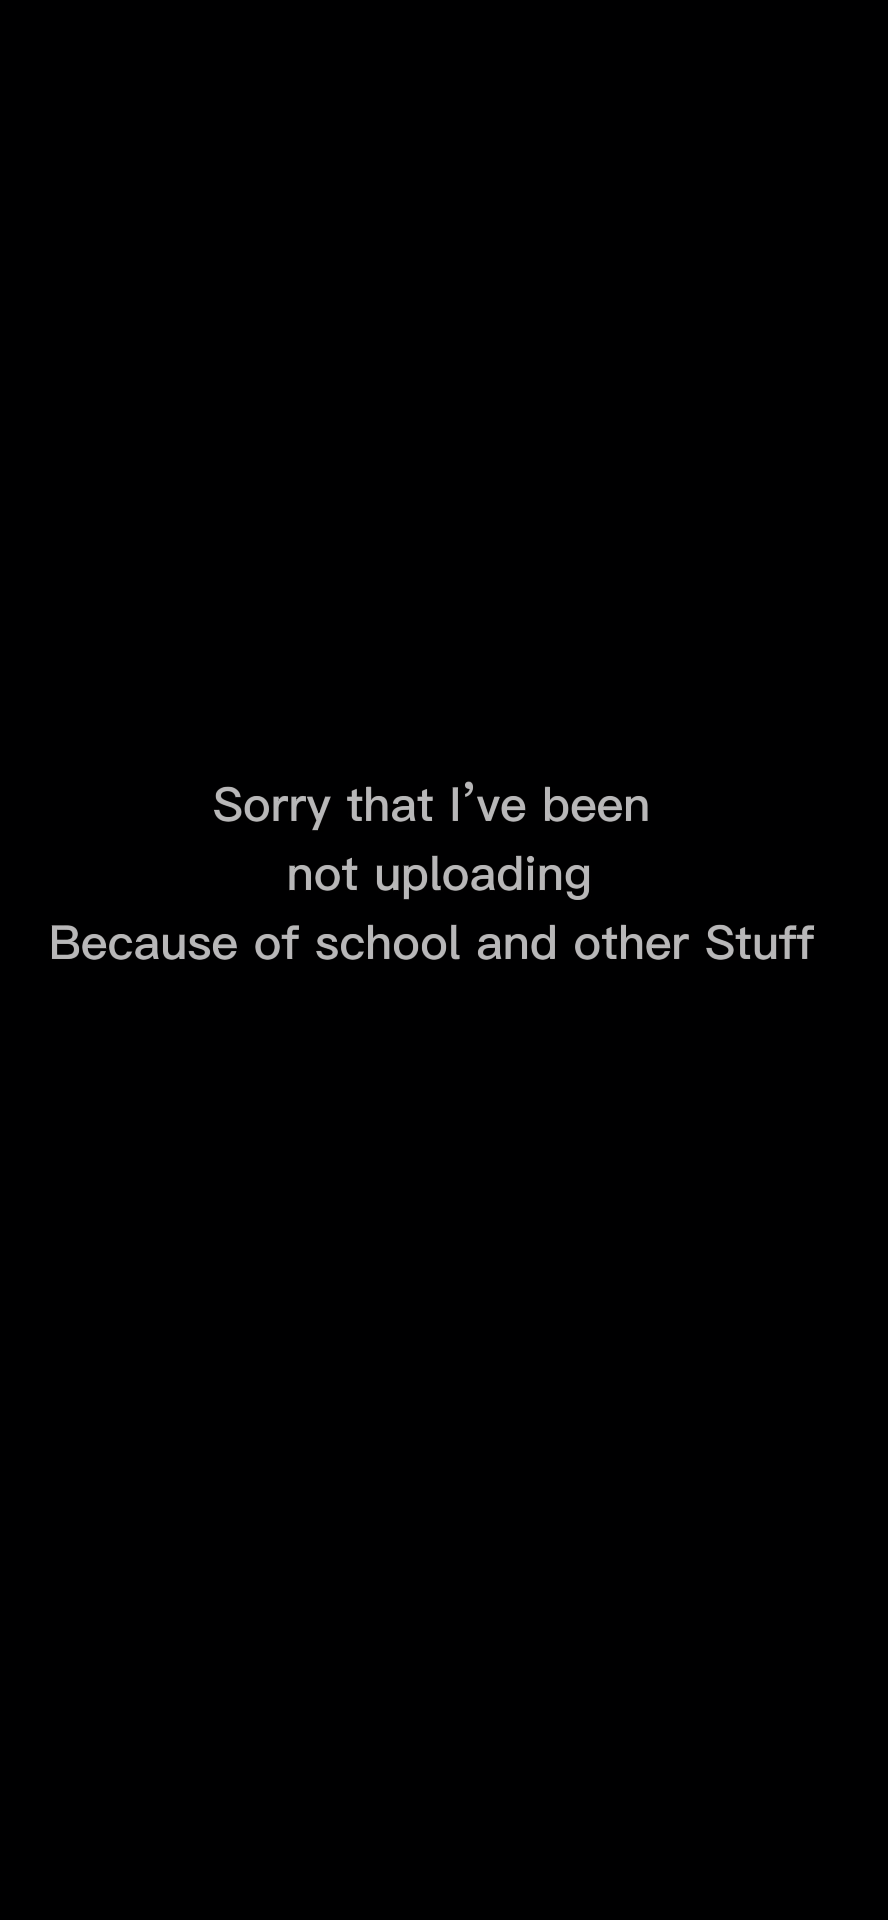 Sorry that I’ve been
not uploading
Because of school and other Stuff